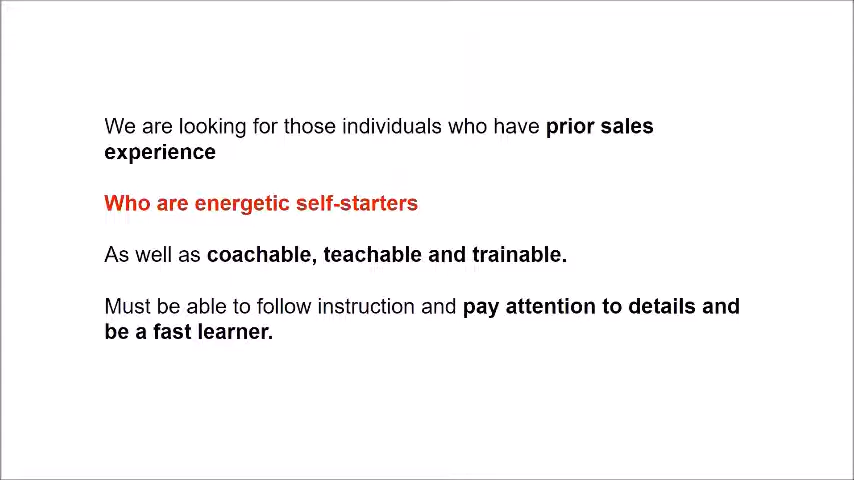 We are looking for those individuals who have prior sales
experience
Who are energetic self-starters
As well as coachable, teachable and trainable.
Must be able to follow instruction and pay attention to details and
be a fast learner.